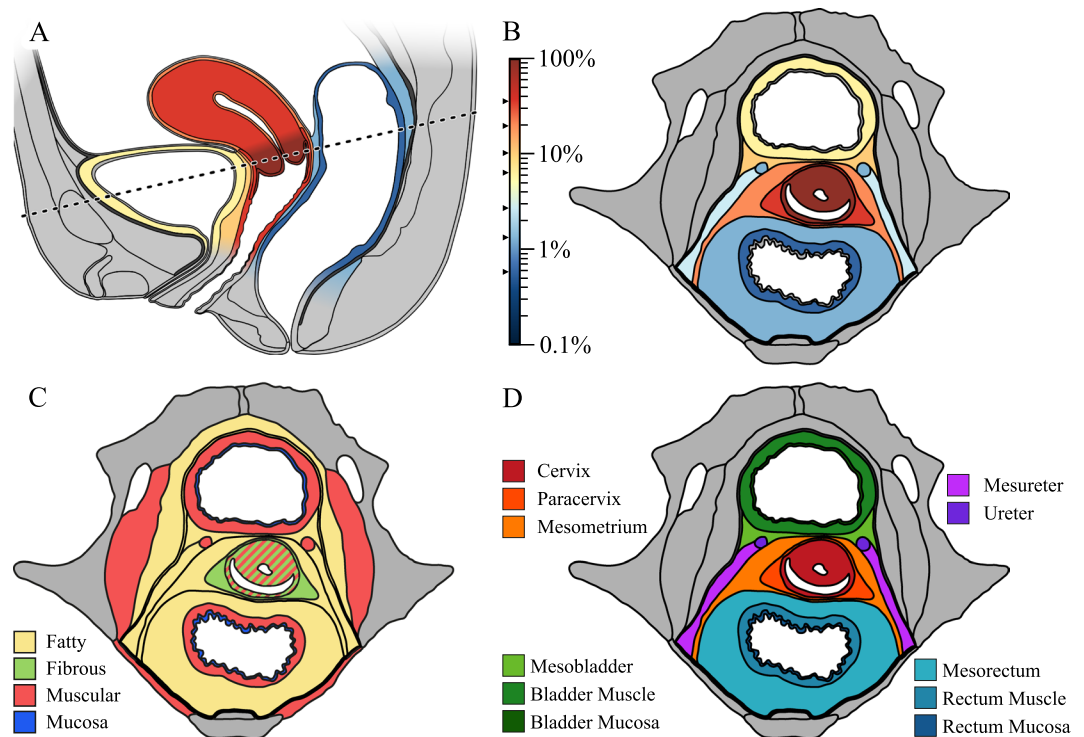 A
100%
10%
1%
0.1%
B
C
Fatty
Fibrous
Muscular
Mucosa
D
Cervix
Paracervix
Mesometrium
Mesureter
Ureter
Mesobladder
Bladder Muscle
Bladder Mucosa
Mesorectum
Rectum Muscle
Rectum Mucosa